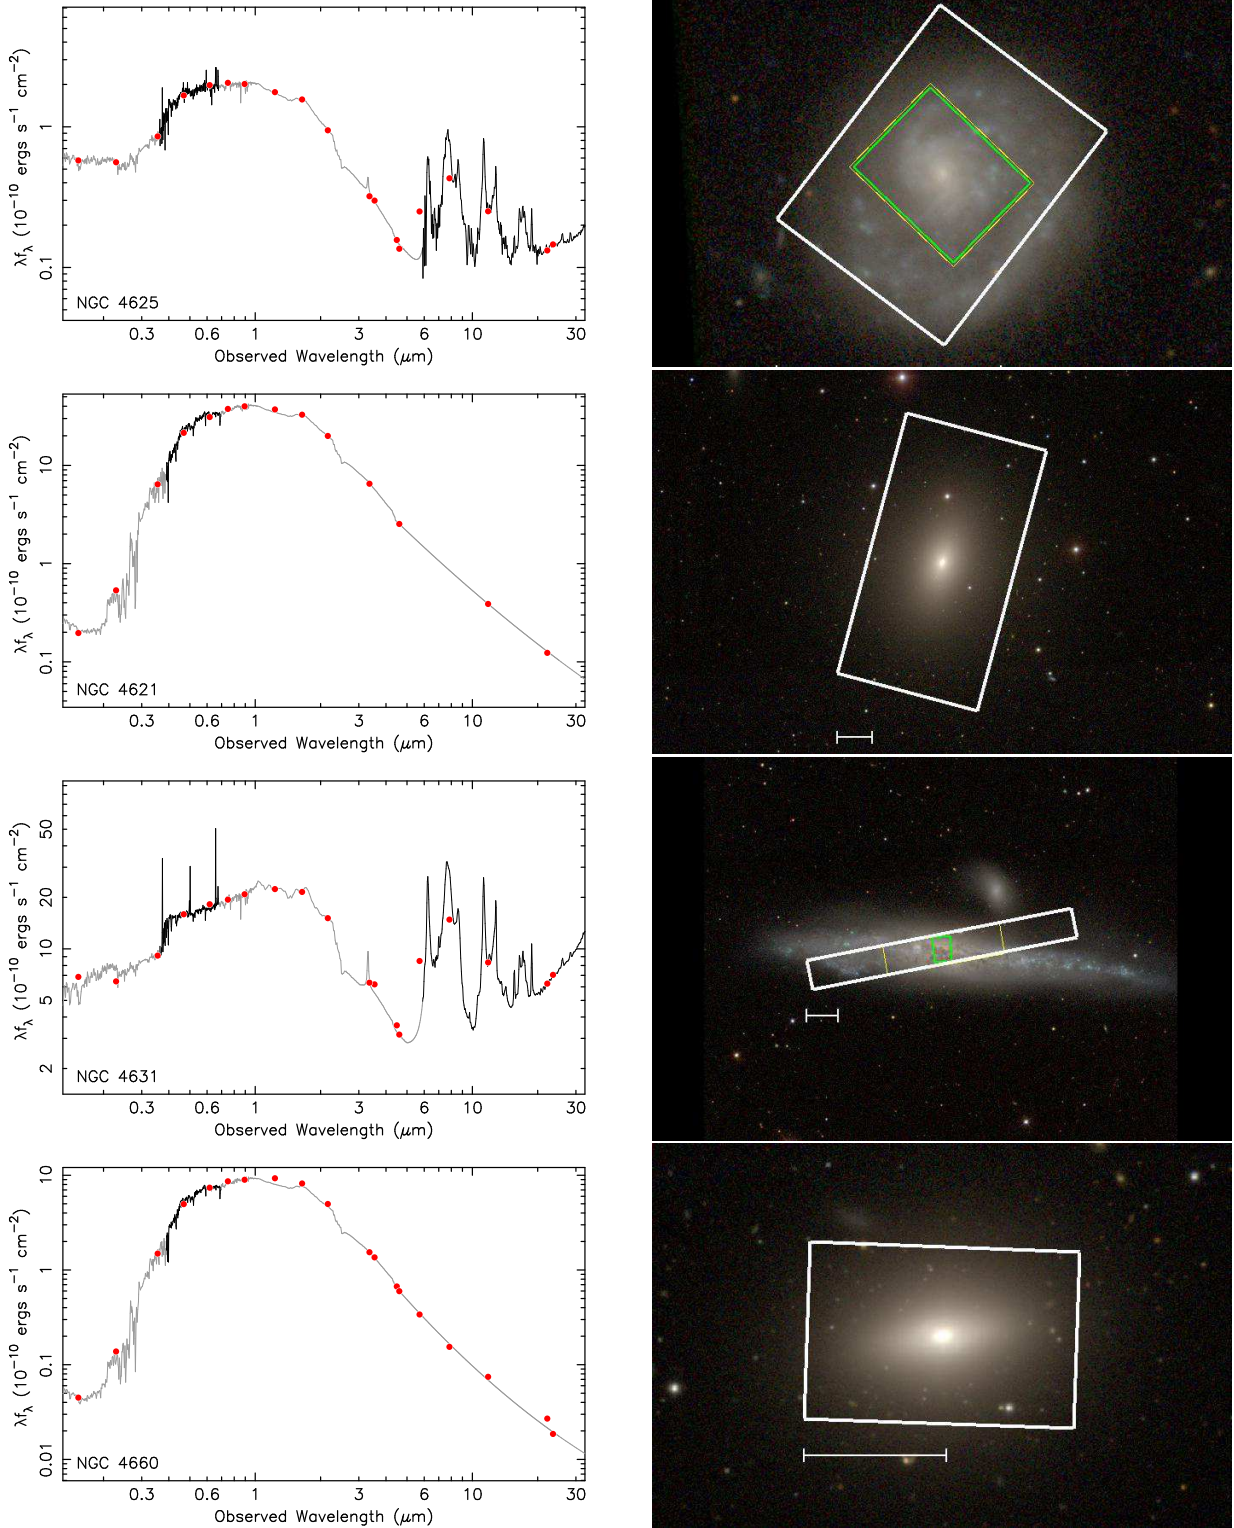 λfλ (10⁻¹⁰ ergs s⁻¹ cm⁻²)
1
0.1
NGC 4625
0.3 0.6 1 3 6 10 30
Observed Wavelength (μm)
λfλ (10⁻¹⁰ ergs s⁻¹ cm⁻²)
10
1
0.1
NGC 4621
0.3 0.6 1 3 6 10 30
Observed Wavelength (μm)
λfλ (10⁻¹⁰ ergs s⁻¹ cm⁻²)
50
20
10
5
2
NGC 4631
0.3 0.6 1 3 6 10 30
Observed Wavelength (μm)
λfλ (10⁻¹⁰ ergs s⁻¹ cm⁻²)
10
1
0.1
0.01
NGC 4660
0.3 0.6 1 3 6 10 30
Observed Wavelength (μm)